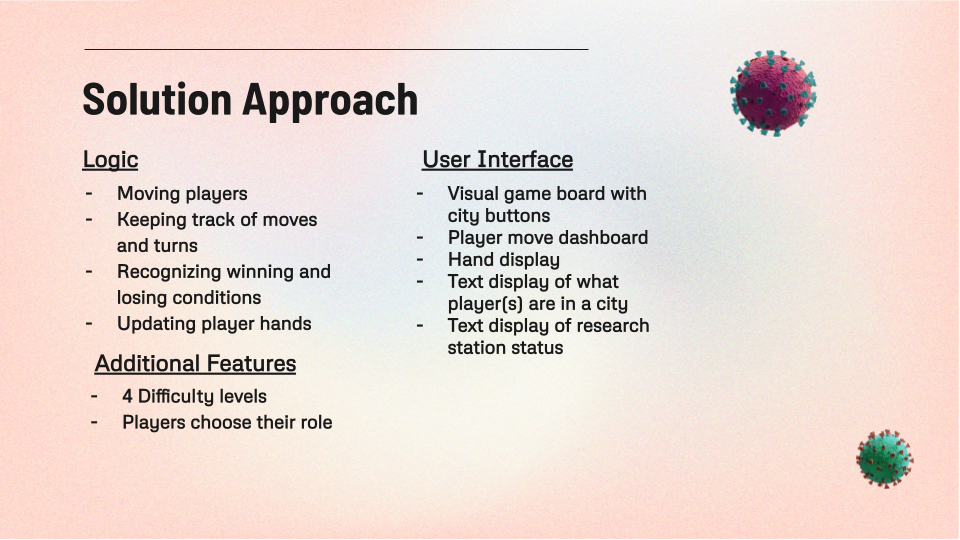 Solution Approach
Logic
- Moving players
- Keeping track of moves
and turns
- Recognizing winning and
losing conditions
- Updating player hands
Additional Features
- 4 Difficulty levels
- Players choose their role
User Interface
- Visual game board with
city buttons
- Player move dashboard
- Hand display
- Text display of what
player(s) are in a city
- Text display of research
station status